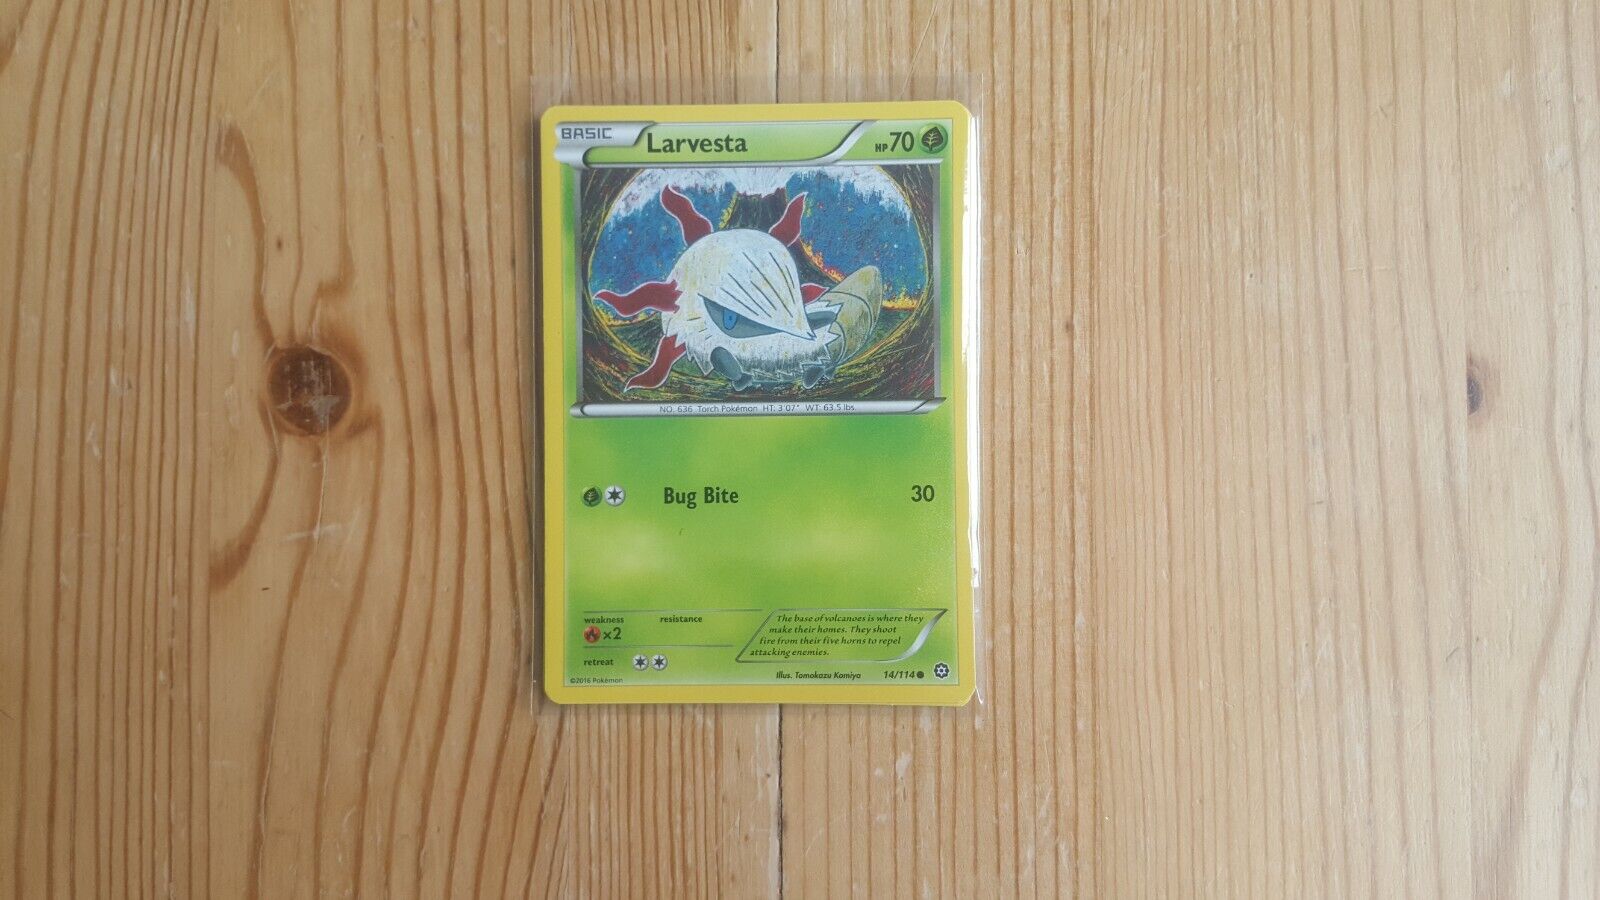 BASIC Larvesta HP 70
NO. 636 Torch Pokémon HT: 3'07" WT: 63.5 lbs.
Bug Bite 30
weakness resistance
×2
retreat
The base of volcanoes is where they
make their homes. They shoot
fire from their five horns to repel
attacking enemies.
©2016 Pokémon
Illus. Tomokazu Komiya 14/114